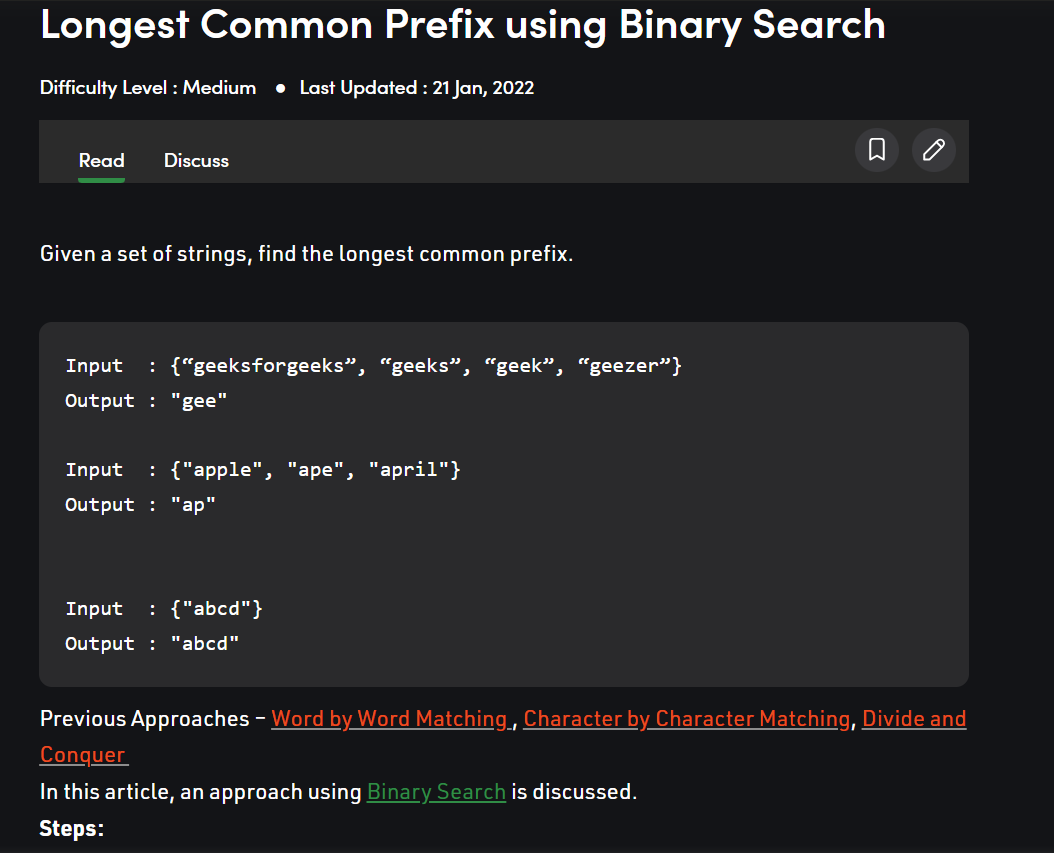 Longest Common Prefix using Binary Search
Difficulty Level : Medium ● Last Updated : 21 Jan, 2022
Read Discuss
Given a set of strings, find the longest common prefix.
Input  : {“geeksforgeeks”, “geeks”, “geek”, “geezer”}
Output : "gee"
Input  : {"apple", "ape", "april"}
Output : "ap"
Input  : {"abcd"}
Output : "abcd"
Previous Approaches – Word by Word Matching , Character by Character Matching, Divide and
Conquer
In this article, an approach using Binary Search is discussed.
Steps: